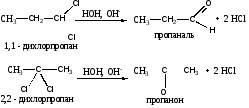 Cl
CH₃ CH₂ CH
Cl
HOH, OH⁻
CH₃ CH₂ C
O
H
+ 2 HCl
1,1 - дихлорпропан
пропаналь
CH₃ C CH₃
Cl Cl
HOH, OH⁻
CH₃ C CH₃
O
+ 2 HCl
2,2 - дихлорпропан
пропанон